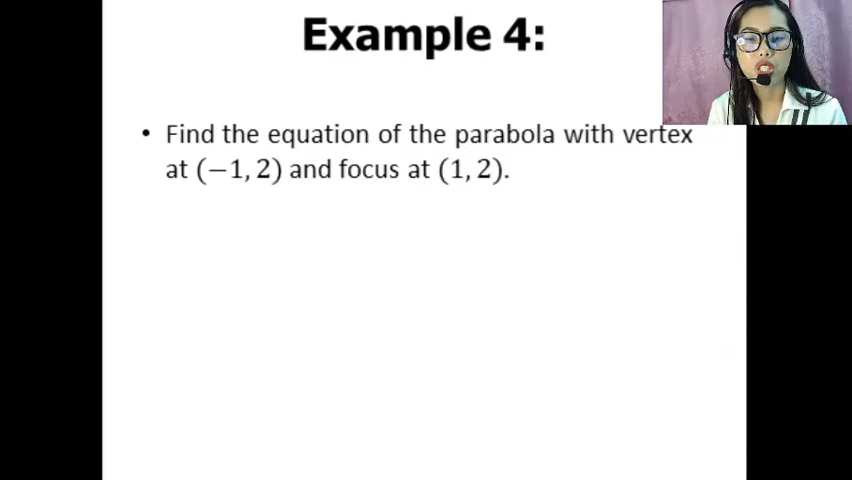 Example 4:
• Find the equation of the parabola with vertex
at (−1, 2) and focus at (1, 2).